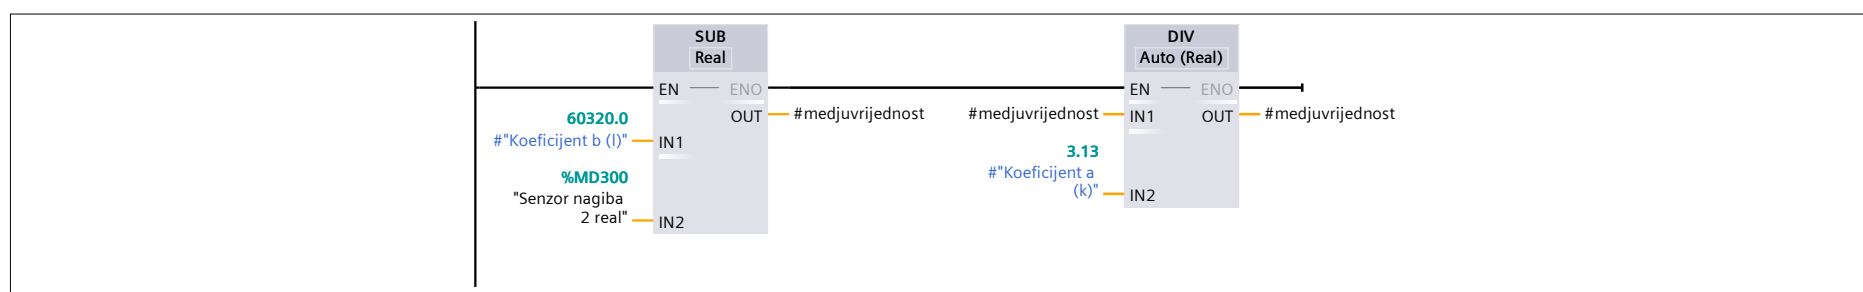 SUB
Real
EN
ENO
60320.0
#"Koeficijent b (l)"
IN1
OUT
#medjuvrijednost
%MD300
"Senzor nagiba
2 real"
IN2
DIV
Auto (Real)
EN
ENO
#medjuvrijednost
IN1
OUT
#medjuvrijednost
3.13
#"Koeficijent a
(k)"
IN2